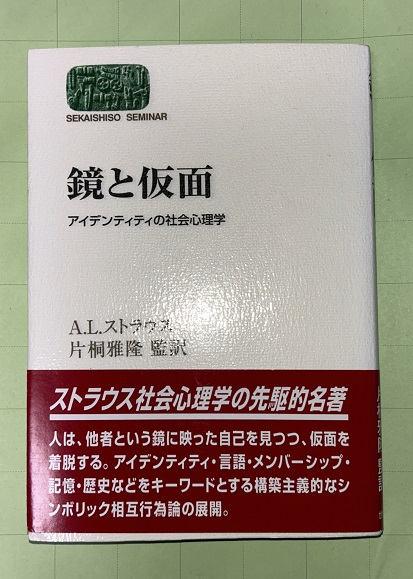 SEKAISHISO SEMINAR
鏡と仮面
アイデンティティの社会心理学
A.L.ストラウス
片桐雅隆 監訳
ストラウス社会心理学の先駆的名著
人は、他者という鏡に映った自己を見つつ、仮面を
着脱する。アイデンティティ・言語・メンバーシップ・
記憶・歴史などをキーワードとする構築主義的なシ
ンボリック相互行為論の展開。